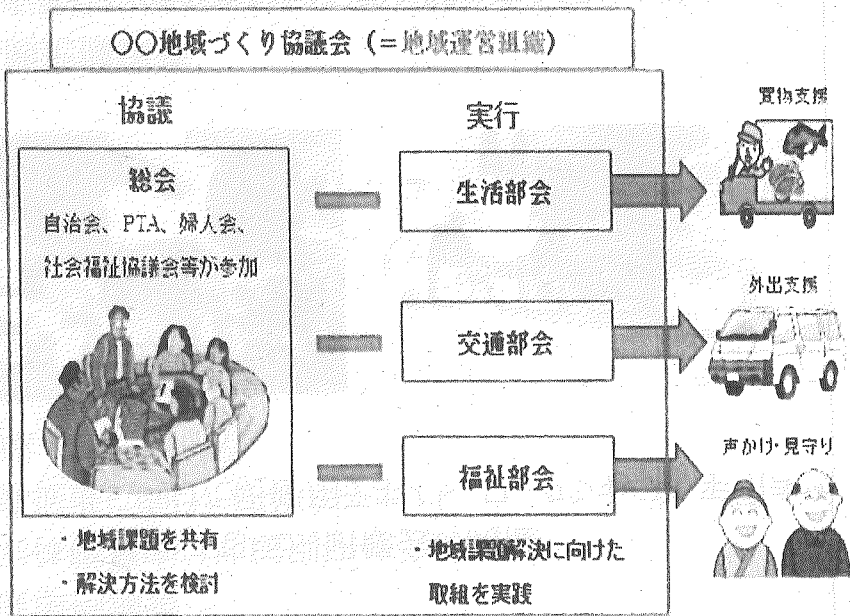 〇〇地域づくり協議会（＝地域運営組織）
協議
総会
自治会、PTA、婦人会、
社会福祉協議会等が参加
・地域課題を共有
・解決方法を検討
実行
生活部会
交通部会
福祉部会
・地域課題解決に向けた
取組を実践
買物支援
外出支援
声かけ・見守り